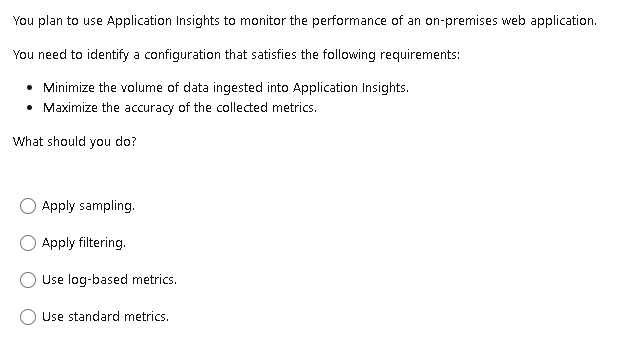 You plan to use Application Insights to monitor the performance of an on-premises web application.
You need to identify a configuration that satisfies the following requirements:
• Minimize the volume of data ingested into Application Insights.
• Maximize the accuracy of the collected metrics.
What should you do?
Apply sampling.
Apply filtering.
Use log-based metrics.
Use standard metrics.